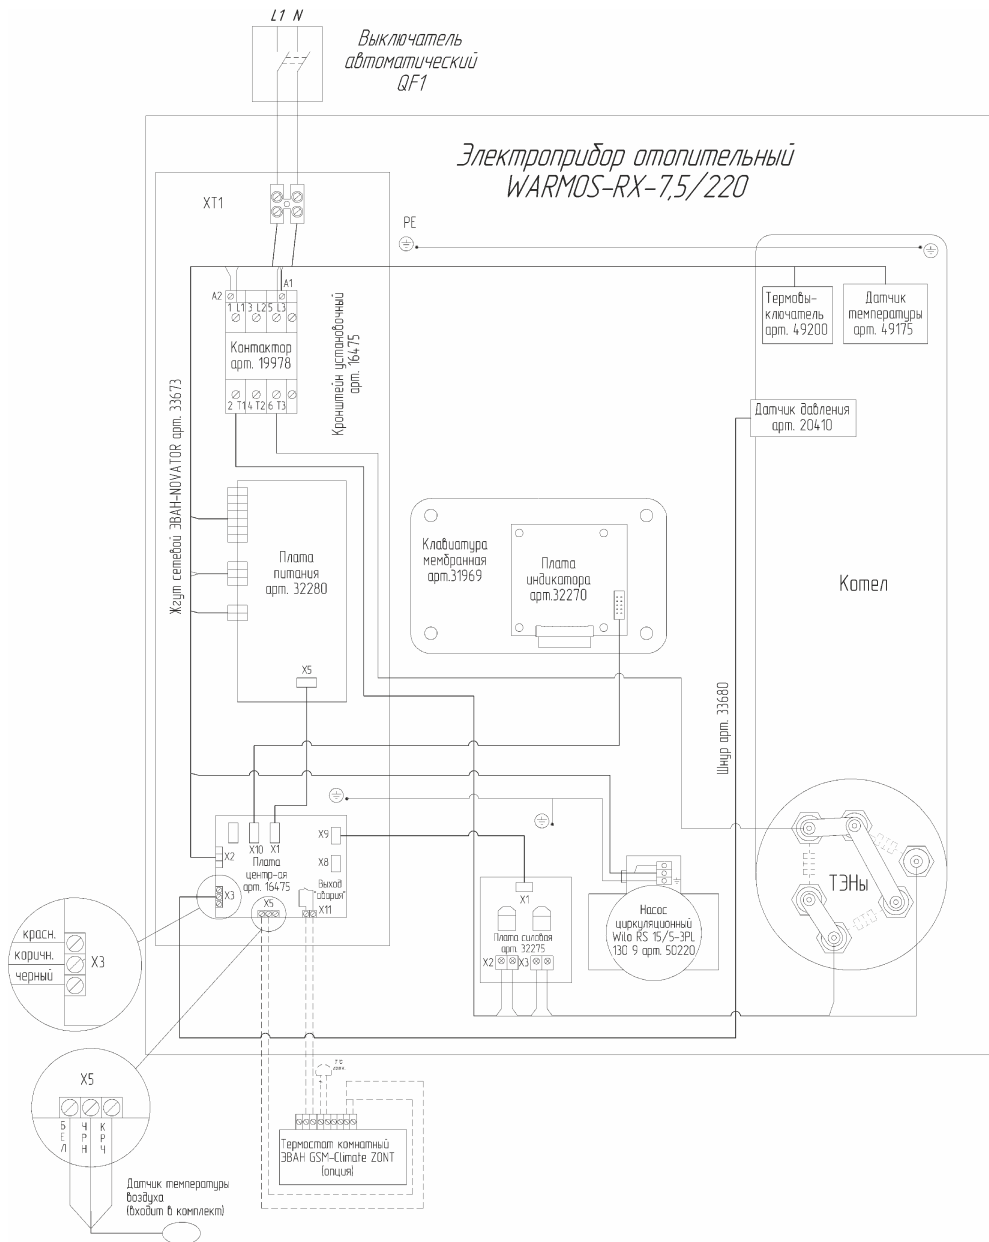 L1 N
Выключатель
автоматический
QF1
Электроприбор отопительный
WARMOS-RX-7,5/220
XT1
PE
A2
A1
1 L1 3 L2 5 L3
Контактор
арт. 19978
2 T1 4 T2 6 T3
Кронштейн установочный
арт. 16475
Термовы-
ключатель
арт. 49200
Датчик
температуры
арт. 49175
Датчик давления
арт. 20410
Жгут сетевой ЭВАН-NOVATOR арт. 33673
Плата
питания
арт. 32280
X5
Клавиатура
мембранная
арт.31969
Плата
индикатора
арт.32270
Котел
Шнур арт. 33680
X2
X10
X1
X9
X8
Плата
центр-ая
арт. 16475
X3
X5
Выход
"авария"
X11
X1
Плата силовая
арт. 32275
X2
X3
Насос
циркуляционный
Wilo RS 15/5-3PL
130 9 арт. 50220
ТЭНы
красн.
коричн.
черный
X3
X5
БЕЛ
ЧРН
КРЧ
Датчик температуры
воздуха
(входит в комплект)
Термостат комнатный
ЭВАН GSM-Climate ZONT
(опция)